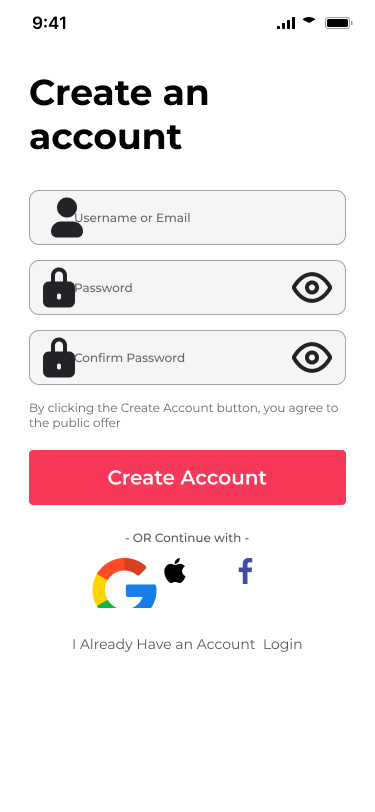 9:41
Create an
account
Username or Email
Password
Confirm Password
By clicking the Create Account button, you agree to
the public offer
Create Account
- OR Continue with -
I Already Have an Account Login